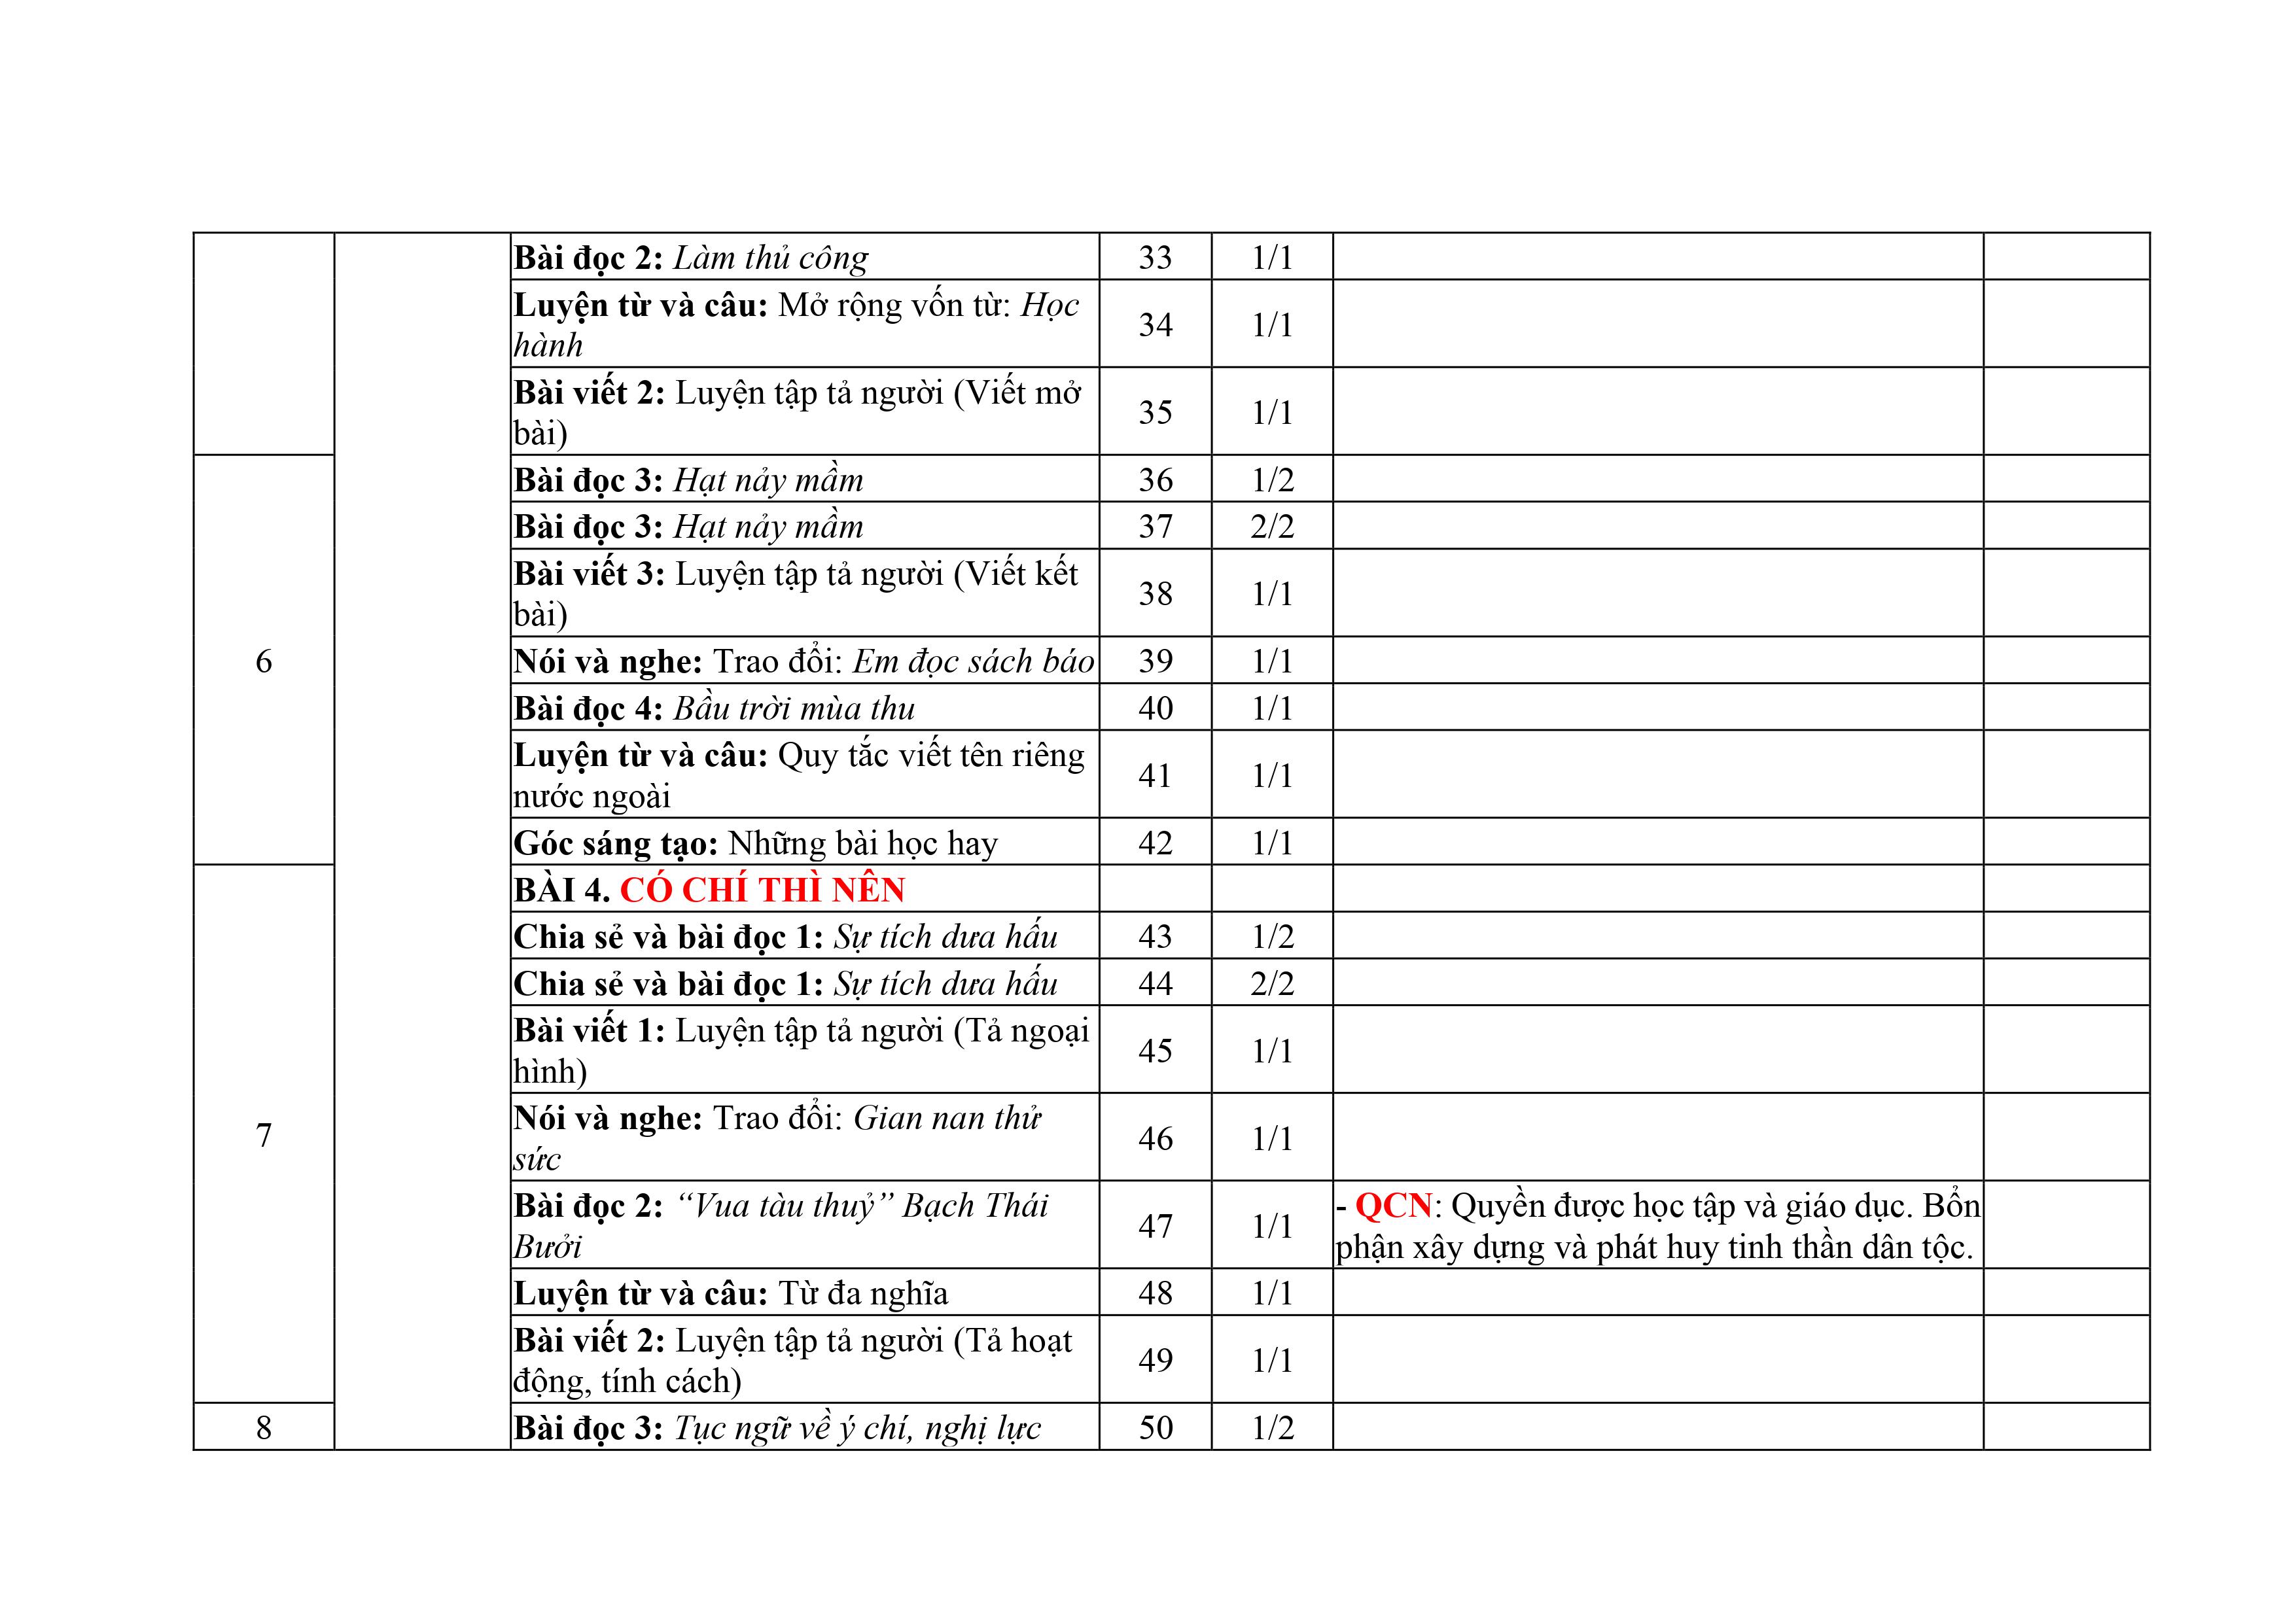 Bài đọc 2: Làm thủ công 33 1/1
Luyện từ và câu: Mở rộng vốn từ: Học
hành 34 1/1
Bài viết 2: Luyện tập tả người (Viết mở
bài) 35 1/1
6
Bài đọc 3: Hạt nảy mầm 36 1/2
Bài đọc 3: Hạt nảy mầm 37 2/2
Bài viết 3: Luyện tập tả người (Viết kết
bài) 38 1/1
Nói và nghe: Trao đổi: Em đọc sách báo 39 1/1
Bài đọc 4: Bầu trời mùa thu 40 1/1
Luyện từ và câu: Quy tắc viết tên riêng
nước ngoài 41 1/1
Góc sáng tạo: Những bài học hay 42 1/1
7
BÀI 4. CÓ CHÍ THÌ NÊN
Chia sẻ và bài đọc 1: Sự tích dưa hấu 43 1/2
Chia sẻ và bài đọc 1: Sự tích dưa hấu 44 2/2
Bài viết 1: Luyện tập tả người (Tả ngoại
hình) 45 1/1
Nói và nghe: Trao đổi: Gian nan thử
sức 46 1/1
Bài đọc 2: “Vua tàu thuỷ” Bạch Thái
Bưởi 47 1/1
- QCN: Quyền được học tập và giáo dục. Bổn
phận xây dựng và phát huy tinh thần dân tộc.
Luyện từ và câu: Từ đa nghĩa 48 1/1
Bài viết 2: Luyện tập tả người (Tả hoạt
động, tính cách) 49 1/1
8 Bài đọc 3: Tục ngữ về ý chí, nghị lực 50 1/2